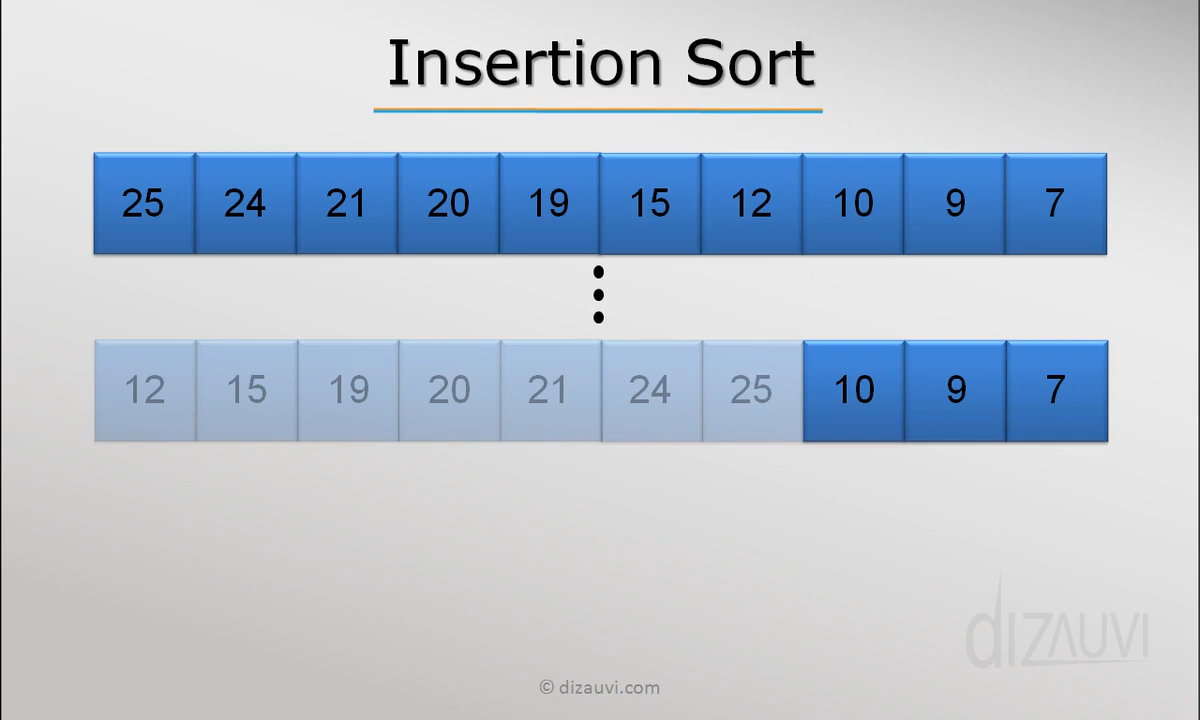 Insertion Sort
25 24 21 20 19 15 12 10 9 7
12 15 19 20 21 24 25 10 9 7
dizauvi
© dizauvi.com